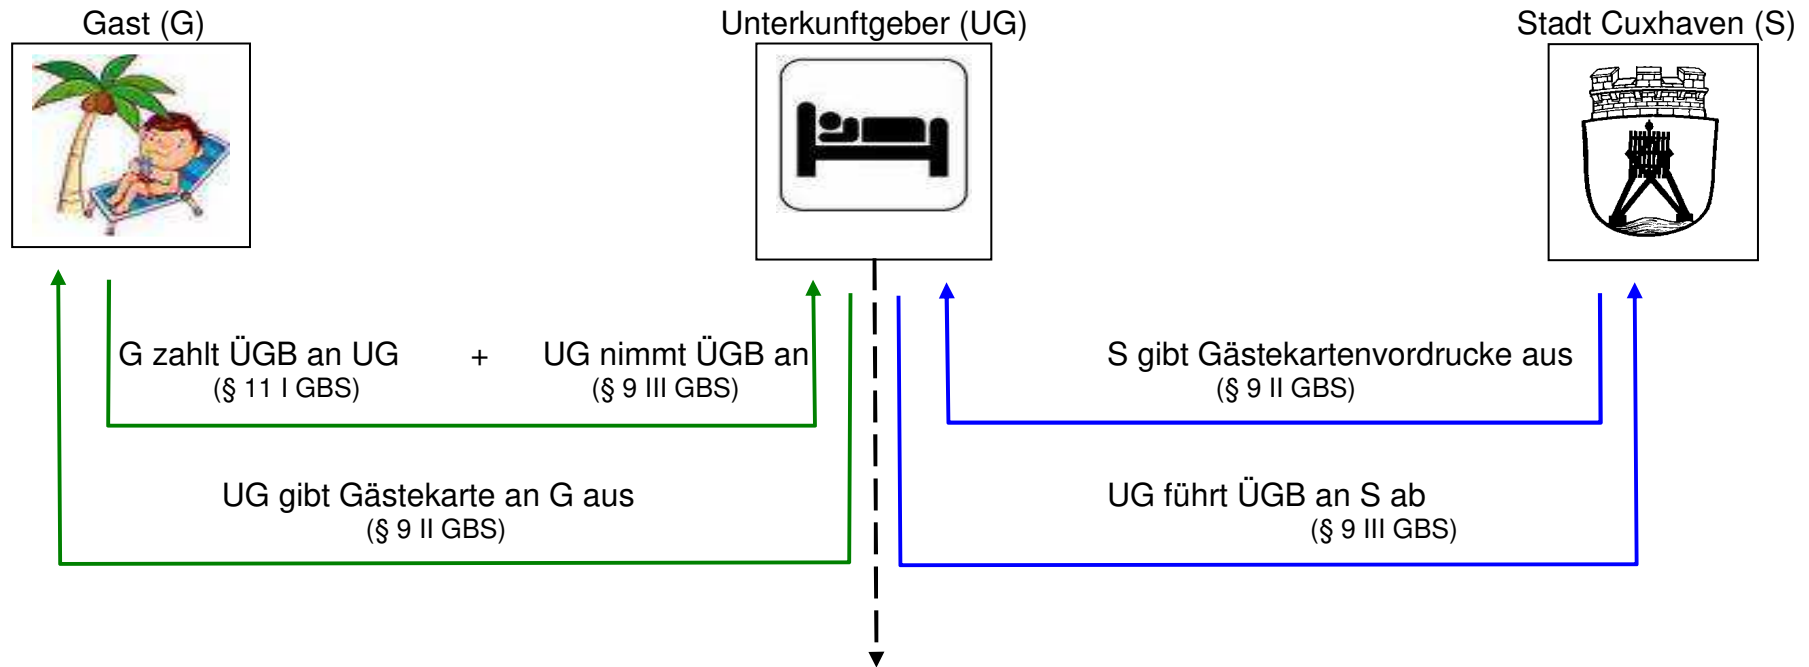 Gast (G)
Unterkunftgeber (UG)
Stadt Cuxhaven (S)
G zahlt ÜGB an UG + UG nimmt ÜGB an
(§ 11 I GBS) (§ 9 III GBS)
S gibt Gästekartenvordrucke aus
(§ 9 II GBS)
UG gibt Gästekarte an G aus
(§ 9 II GBS)
UG führt ÜGB an S ab
(§ 9 III GBS)